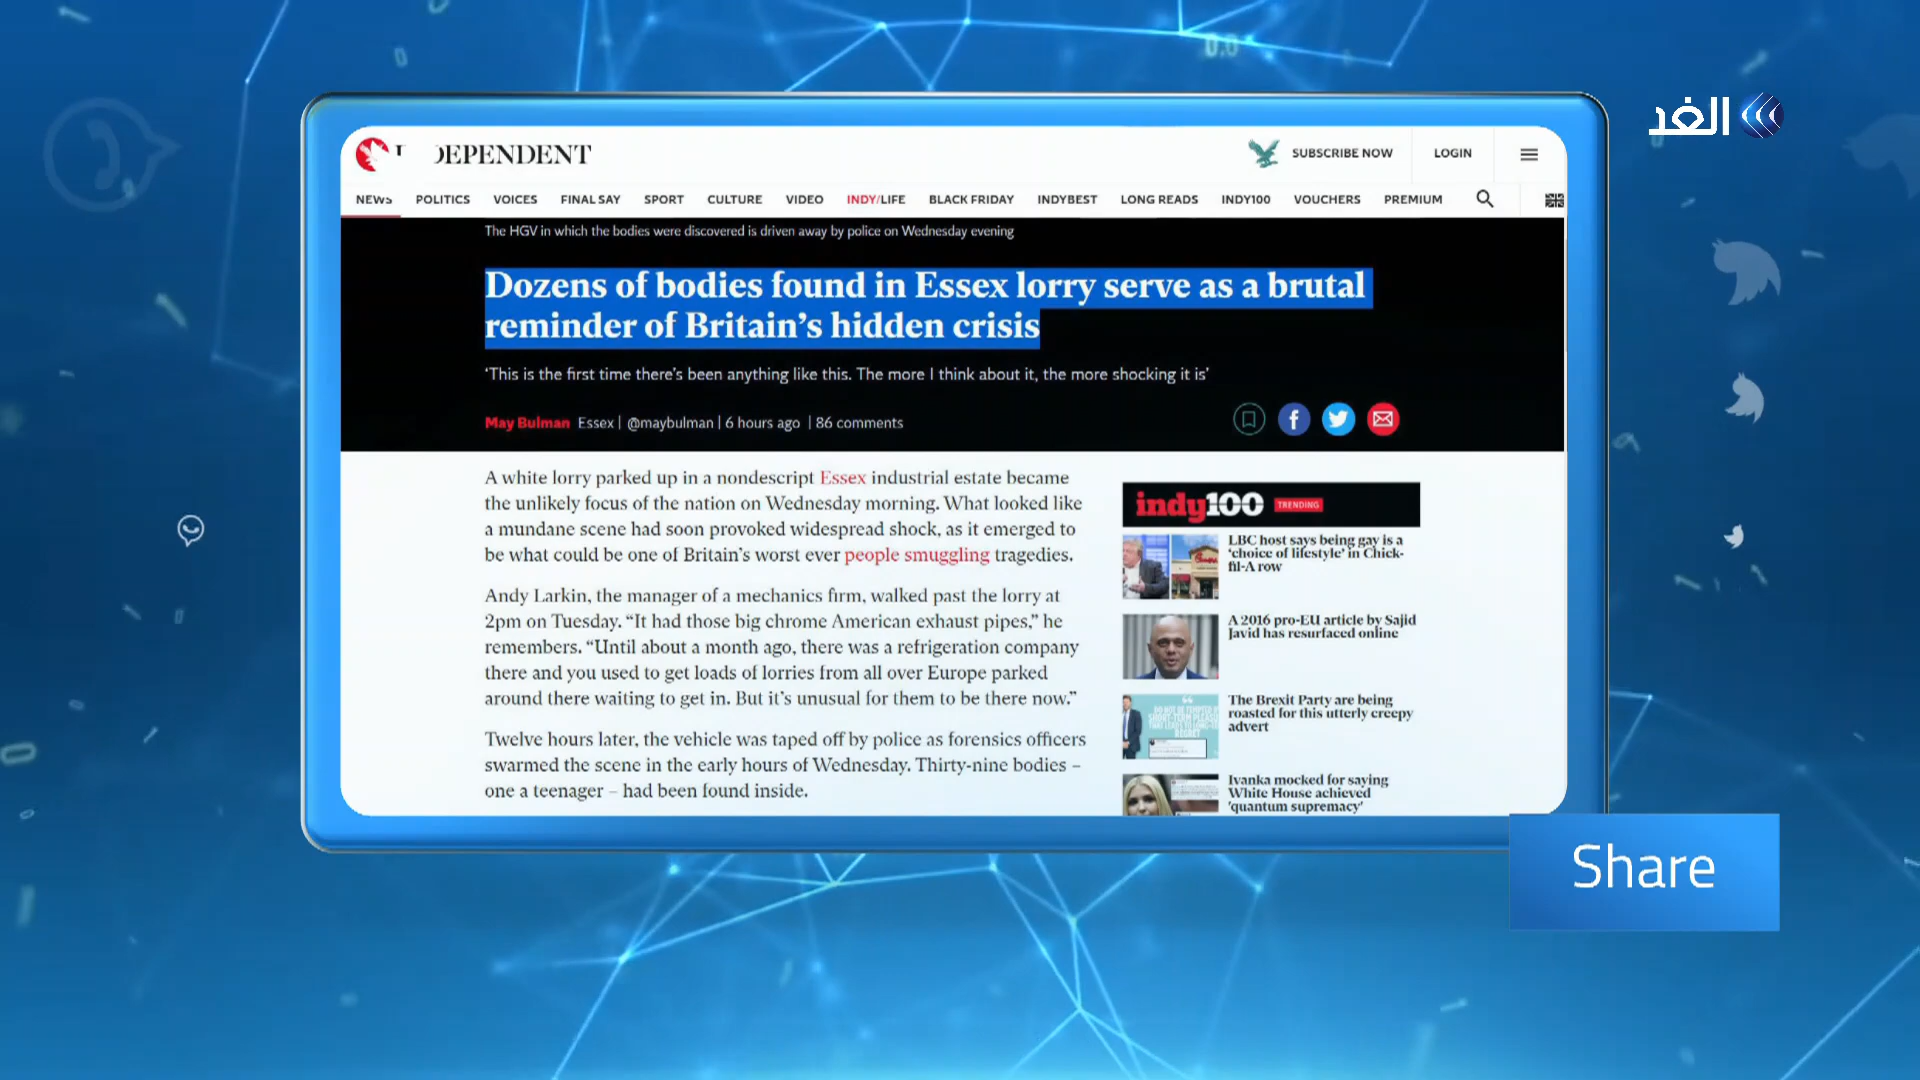 الغد
DEPENDENT
SUBSCRIBE NOW
LOGIN
NEWS POLITICS VOICES FINAL SAY SPORT CULTURE VIDEO INDY/LIFE BLACK FRIDAY INDYBEST LONG READS INDY100 VOUCHERS PREMIUM
The HGV in which the bodies were discovered is driven away by police on Wednesday evening
Dozens of bodies found in Essex lorry serve as a brutal
reminder of Britain’s hidden crisis
‘This is the first time there’s been anything like this. The more I think about it, the more shocking it is’
May Bulman Essex | @maybulman | 6 hours ago | 86 comments
A white lorry parked up in a nondescript Essex industrial estate became
the unlikely focus of the nation on Wednesday morning. What looked like
a mundane scene had soon provoked widespread shock, as it emerged to
be what could be one of Britain’s worst ever people smuggling tragedies.
Andy Larkin, the manager of a mechanics firm, walked past the lorry at
2pm on Tuesday. “It had those big chrome American exhaust pipes,” he
remembers. “Until about a month ago, there was a refrigeration company
there and you used to get loads of lorries from all over Europe parked
around there waiting to get in. But it’s unusual for them to be there now.”
Twelve hours later, the vehicle was taped off by police as forensics officers
swarmed the scene in the early hours of Wednesday. Thirty-nine bodies –
one a teenager – had been found inside.
indy100 TRENDING
LBC host says being gay is a
‘choice of lifestyle’ in Chick-
fil-A row
A 2016 pro-EU article by Sajid
Javid has resurfaced online
The Brexit Party are being
roasted for this utterly creepy
advert
Ivanka mocked for saying
White House achieved
‘quantum supremacy’
Share